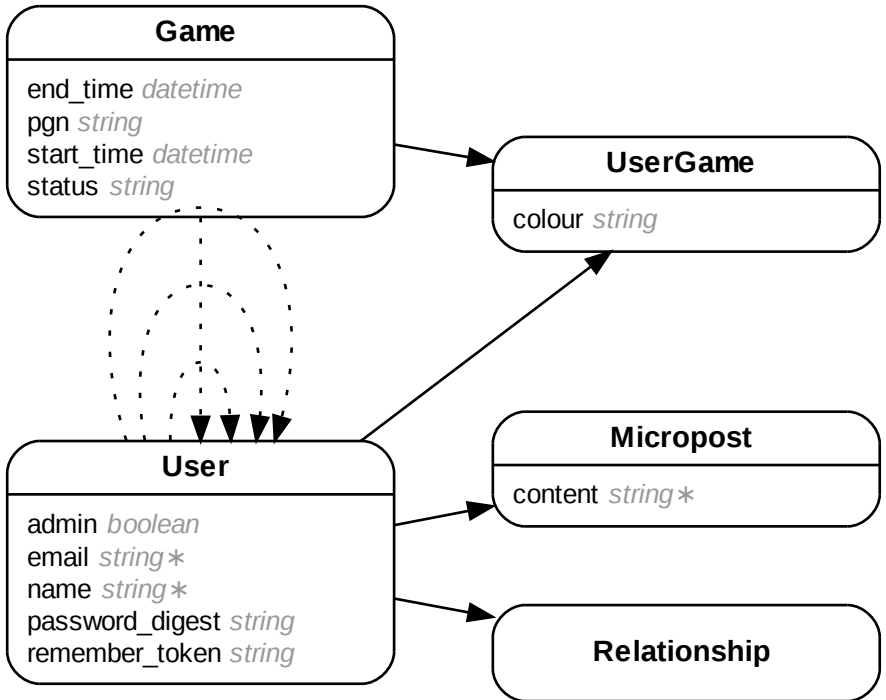 Game
end_time datetime
pgn string
start_time datetime
status string
UserGame
colour string
User
admin boolean
email string∗
name string∗
password_digest string
remember_token string
Micropost
content string∗
Relationship